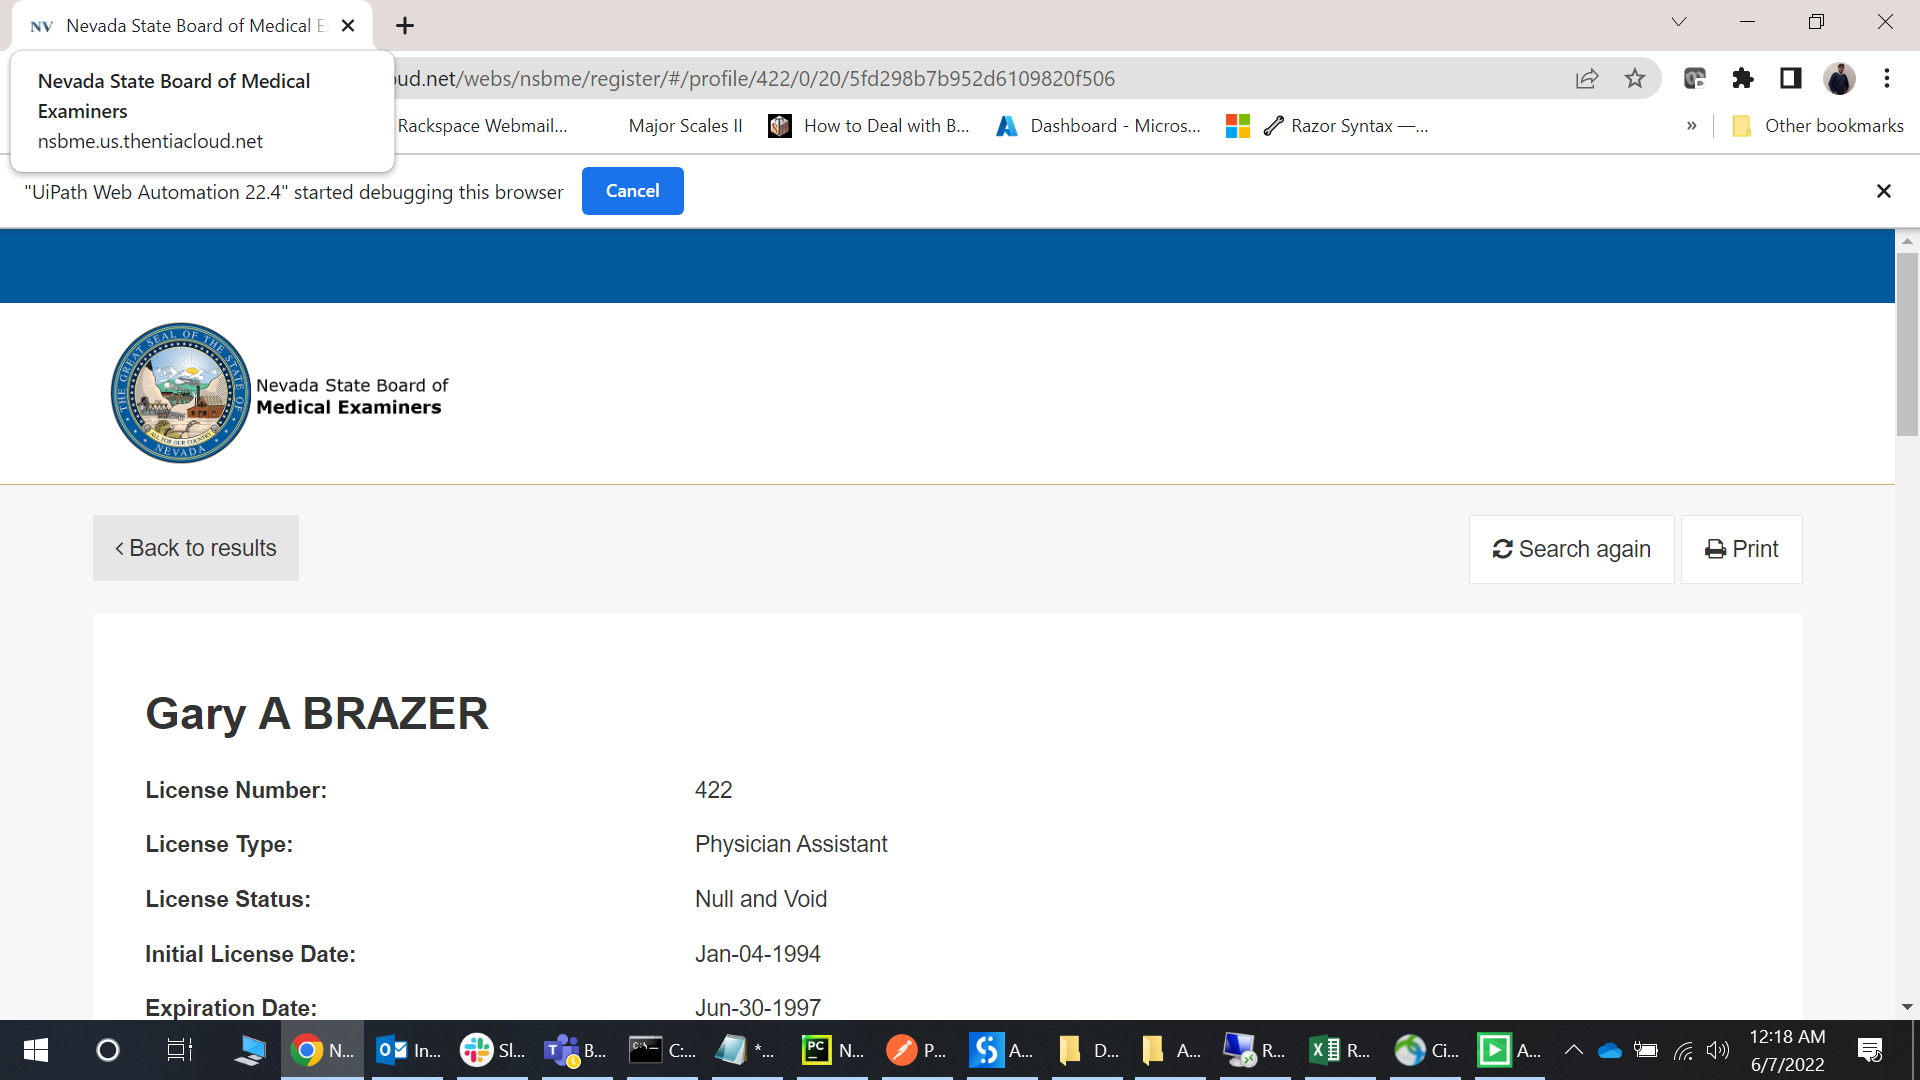 NV Nevada State Board of Medical E
Nevada State Board of Medical
Examiners
nsbme.us.thentiacloud.net
oud.net/webs/nsbme/register/#/profile/422/0/20/5fd298b7b952d6109820f506
Rackspace Webmail... Major Scales II How to Deal with B... Dashboard - Micros... Razor Syntax —... » Other bookmarks
"UiPath Web Automation 22.4" started debugging this browser Cancel
THE GREAT SEAL OF THE STATE OF NEVADA
ALL FOR OUR COUNTRY
Nevada State Board of
Medical Examiners
Back to results
Search again
Print
Gary A BRAZER
License Number: 422
License Type: Physician Assistant
License Status: Null and Void
Initial License Date: Jan-04-1994
Expiration Date: Jun-30-1997
N... In... Sl... B... C:... *... N... P... A... D... A... R... R... Ci... A...
12:18 AM
6/7/2022